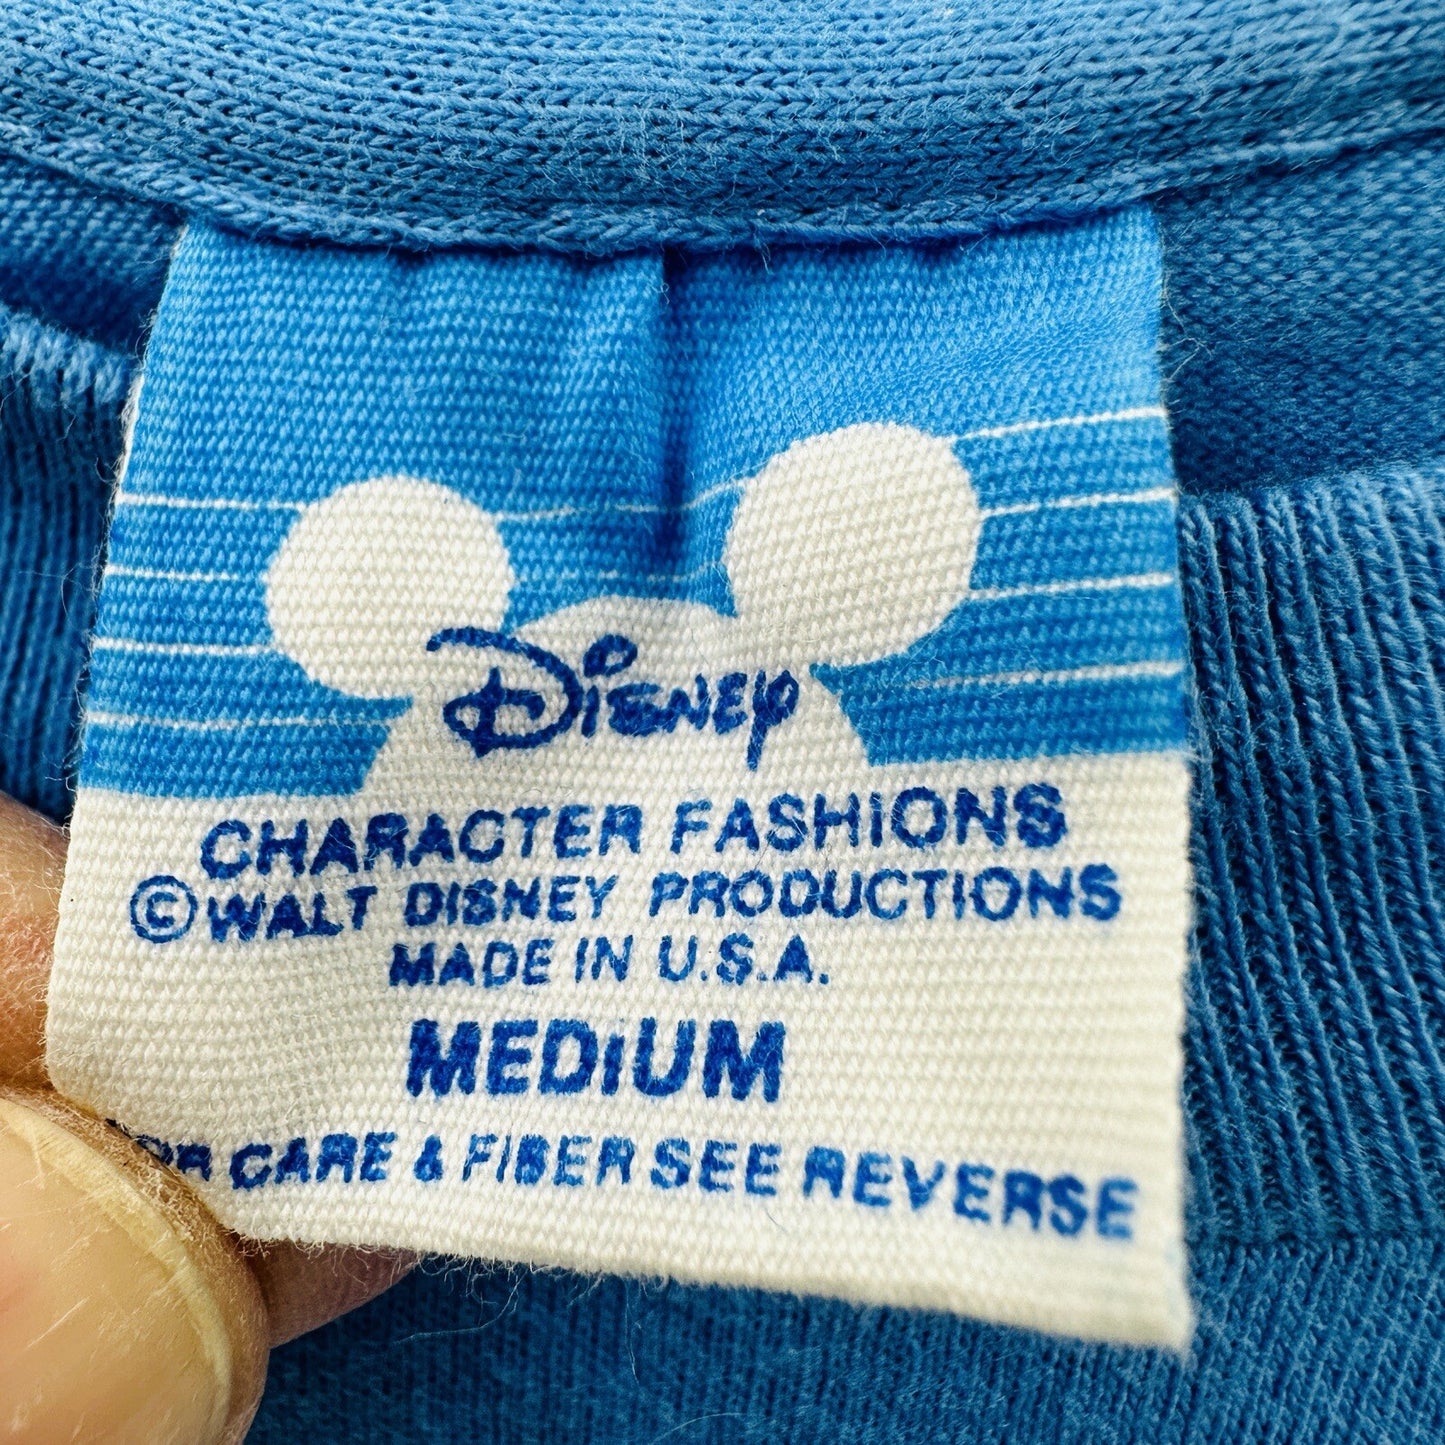 Disney
CHARACTER FASHIONS
©WALT DISNEY PRODUCTIONS
MADE IN U.S.A.
MEDiUM
CARE & FIBER SEE REVERSE